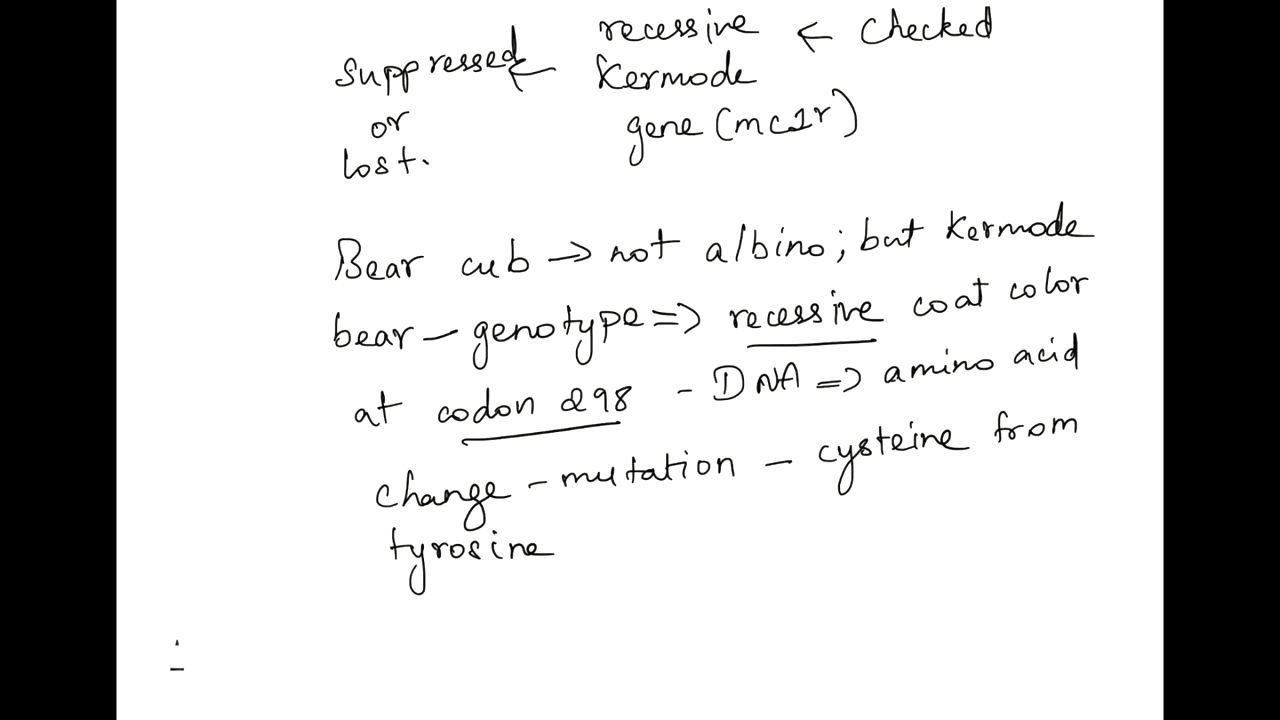 recessive ← Checked
Suppressed ← Kermode
or gene (mc1r)
lost.
Bear cub → not albino; but Kermode
bear – genotype => recessive coat color
at codon 298 - DNA => amino acid
change - mutation - cysteine from
tyrosine